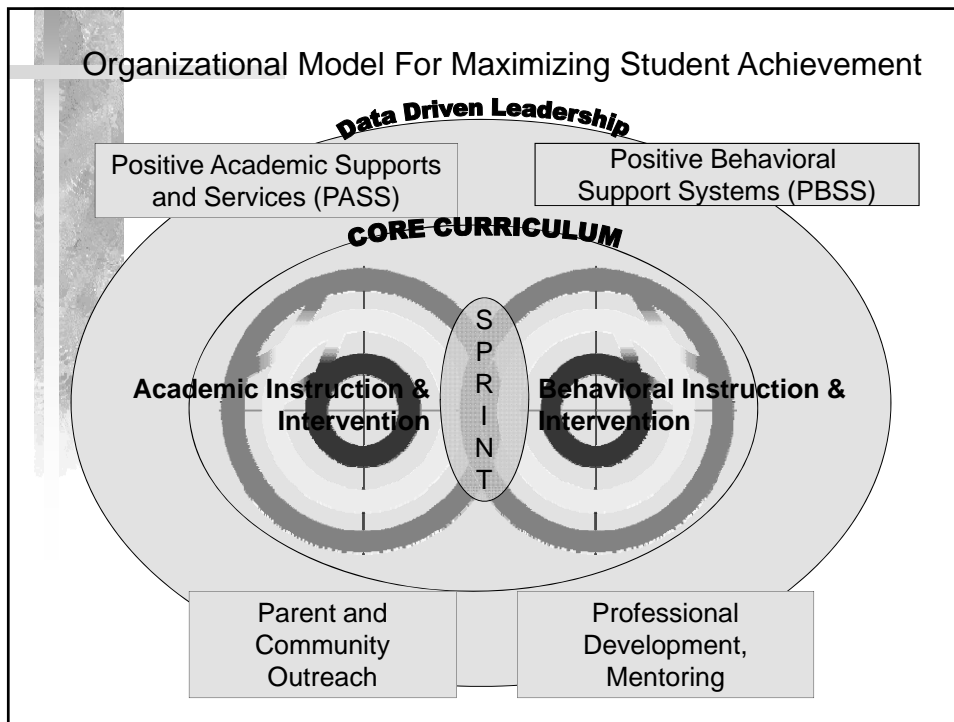 Organizational Model For Maximizing Student Achievement
Data Driven Leadership
Positive Academic Supports
and Services (PASS)
Positive Behavioral
Support Systems (PBSS)
CORE CURRICULUM
Academic Instruction &
Intervention
S
P
R
I
N
T
Behavioral Instruction &
Intervention
Parent and
Community
Outreach
Professional
Development,
Mentoring